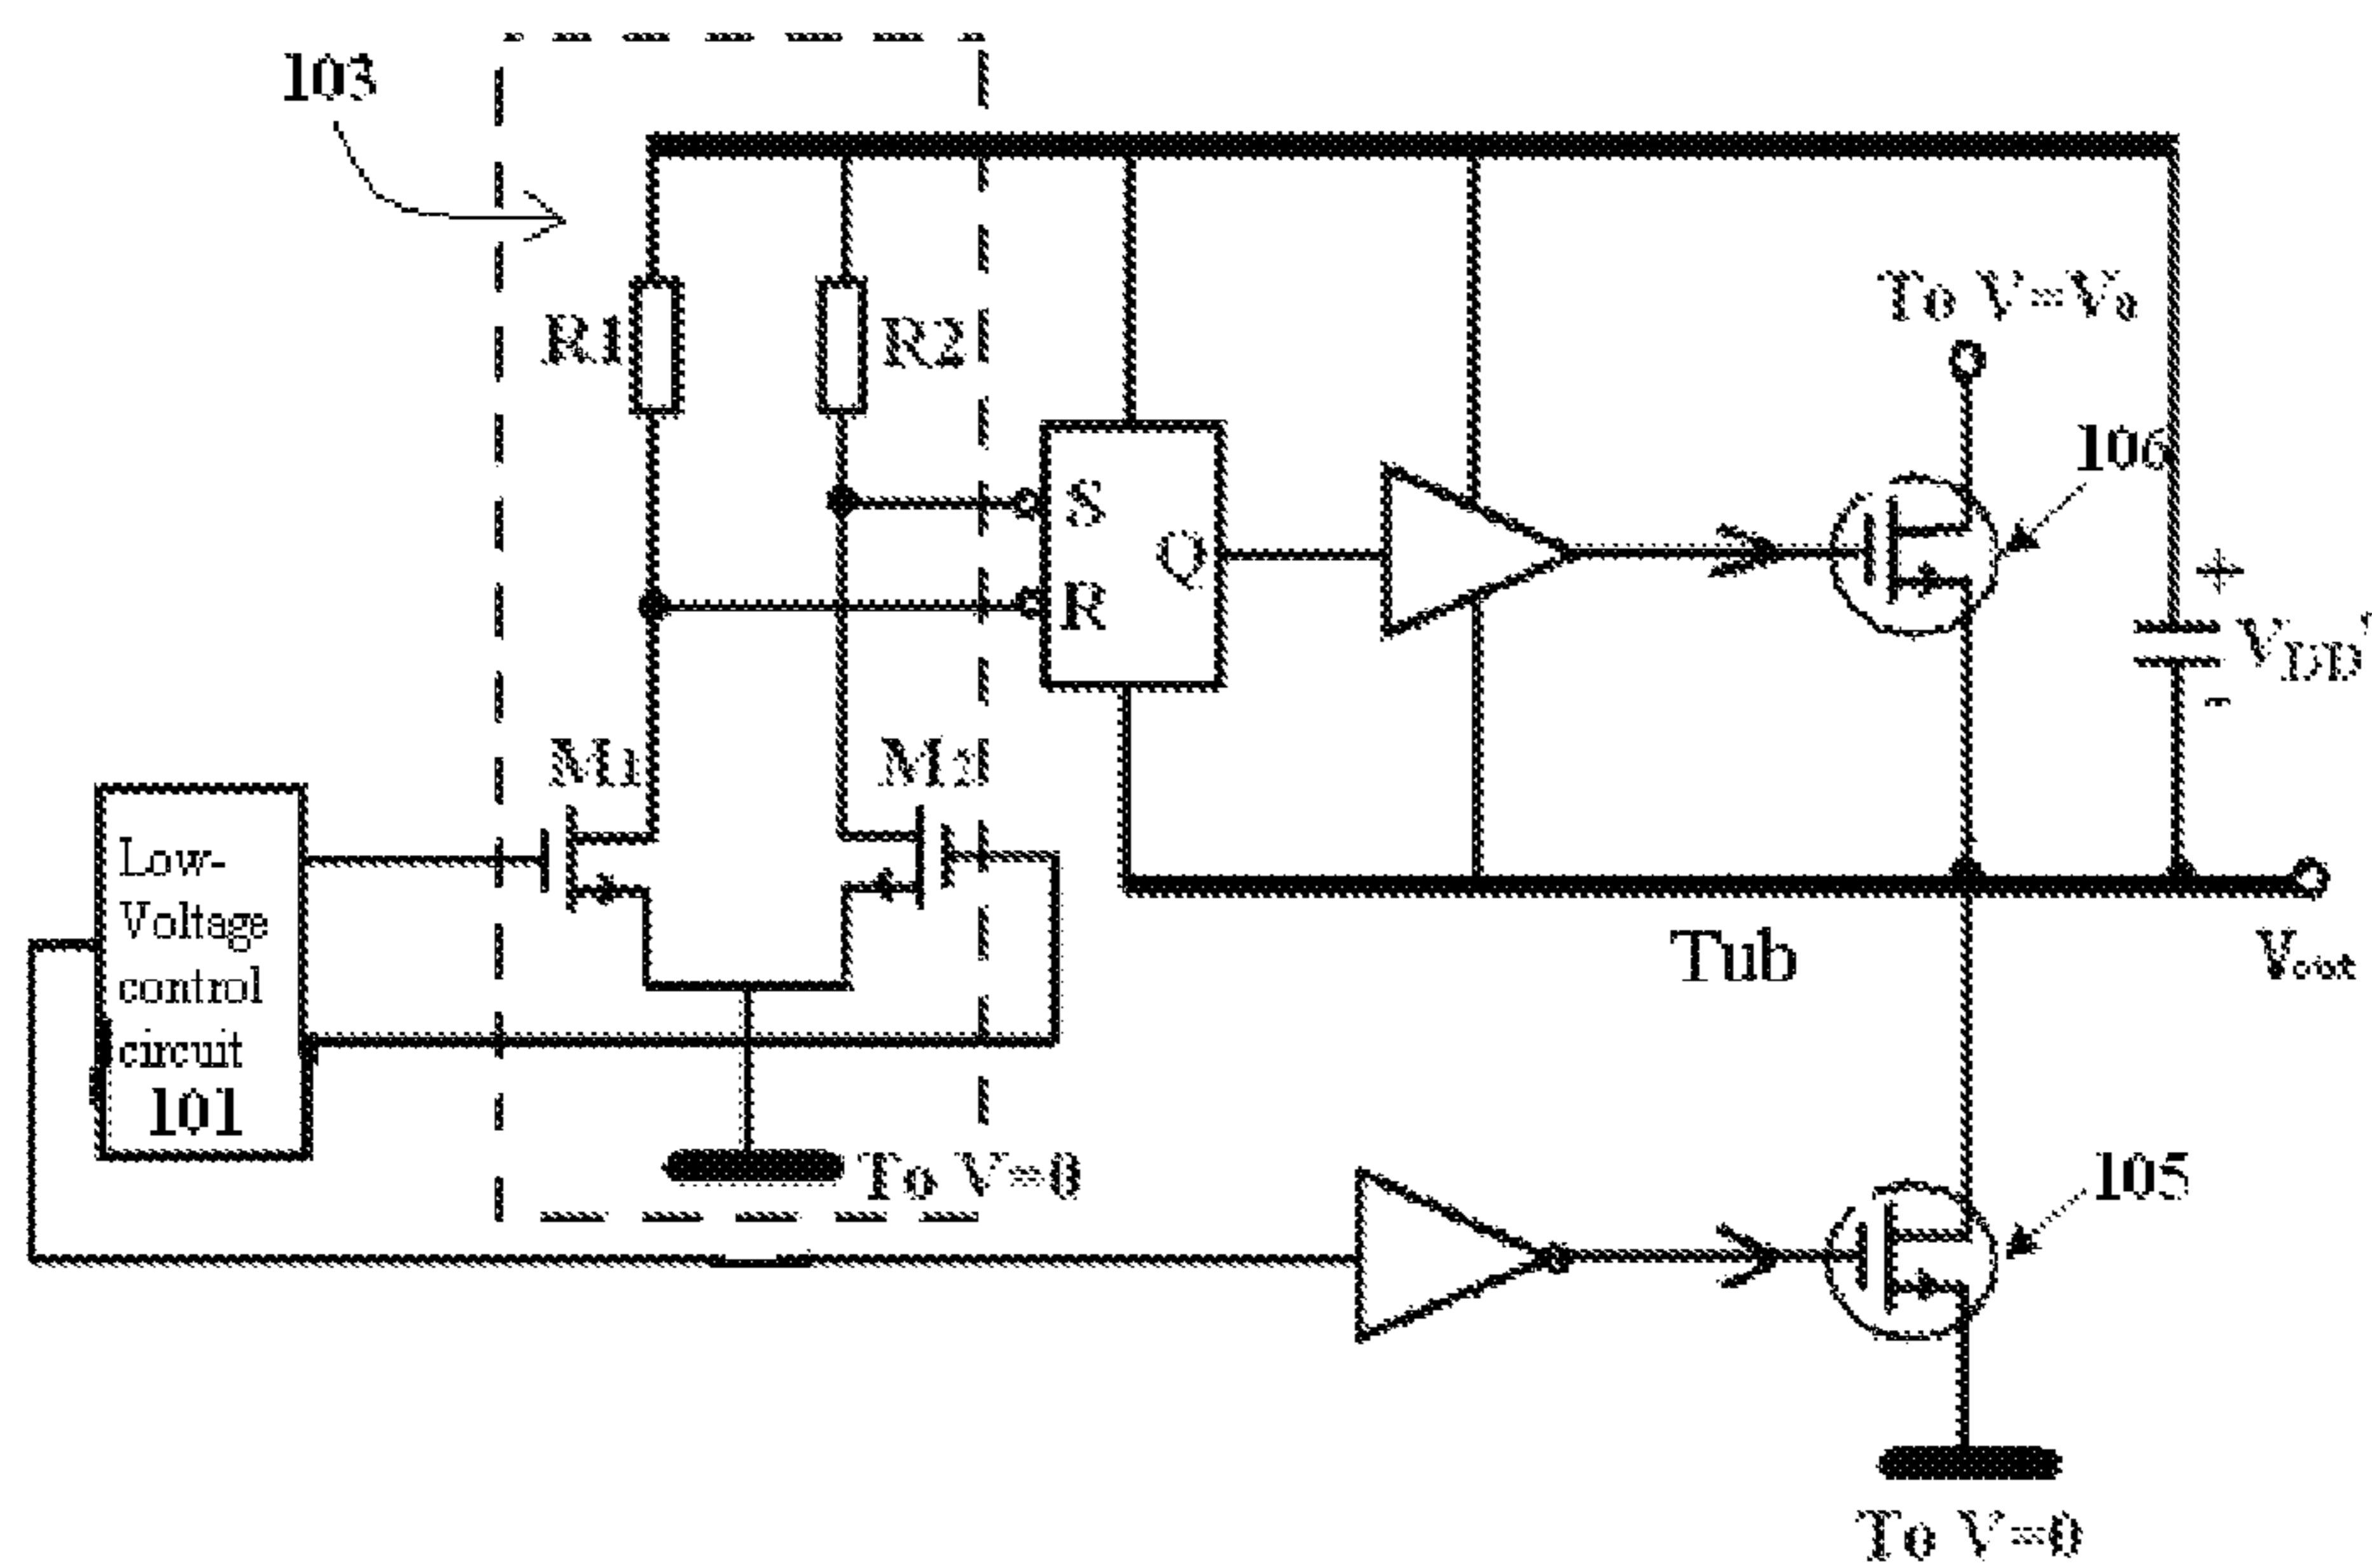 103
To V=V₀
R1
R2
106
S
Q
R
+
V_DD'
-
M1
M2
Low-
Voltage
control
circuit
101
Tub
Vout
To V=0
105
To V=0